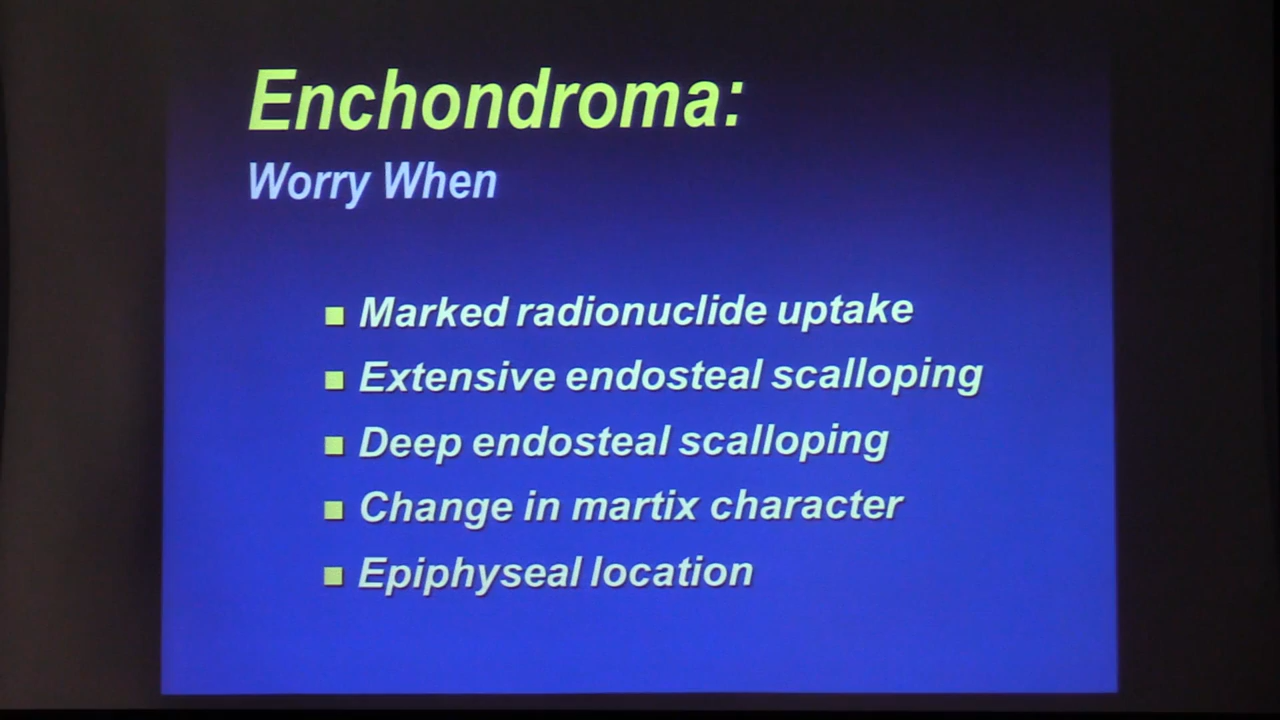 Enchondroma:
Worry When
Marked radionuclide uptake
Extensive endosteal scalloping
Deep endosteal scalloping
Change in martix character
Epiphyseal location